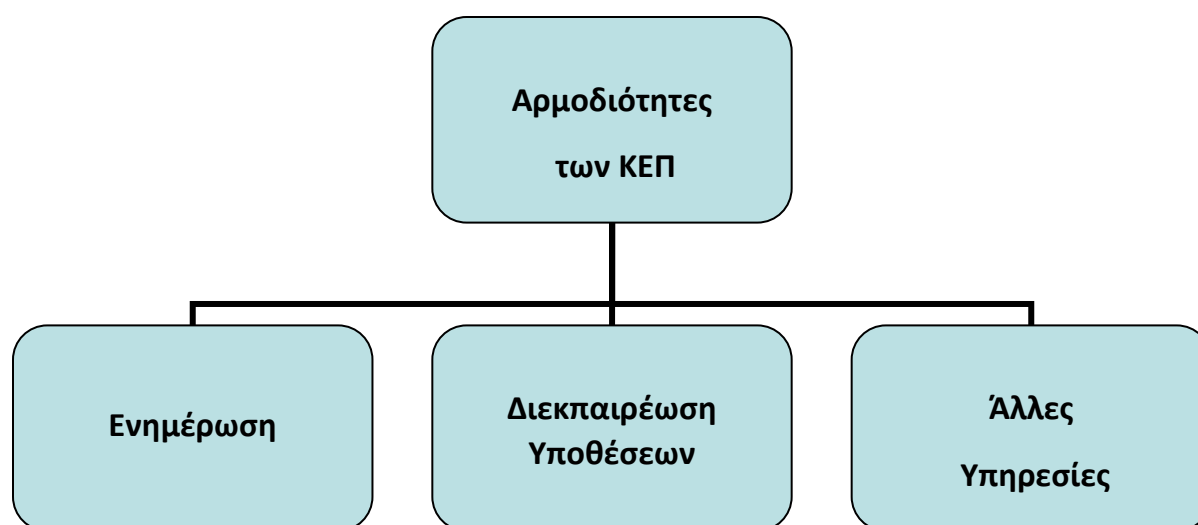 Αρμοδιότητες
των ΚΕΠ
Ενημέρωση
Διεκπαιρέωση
Υποθέσεων
Άλλες
Υπηρεσίες